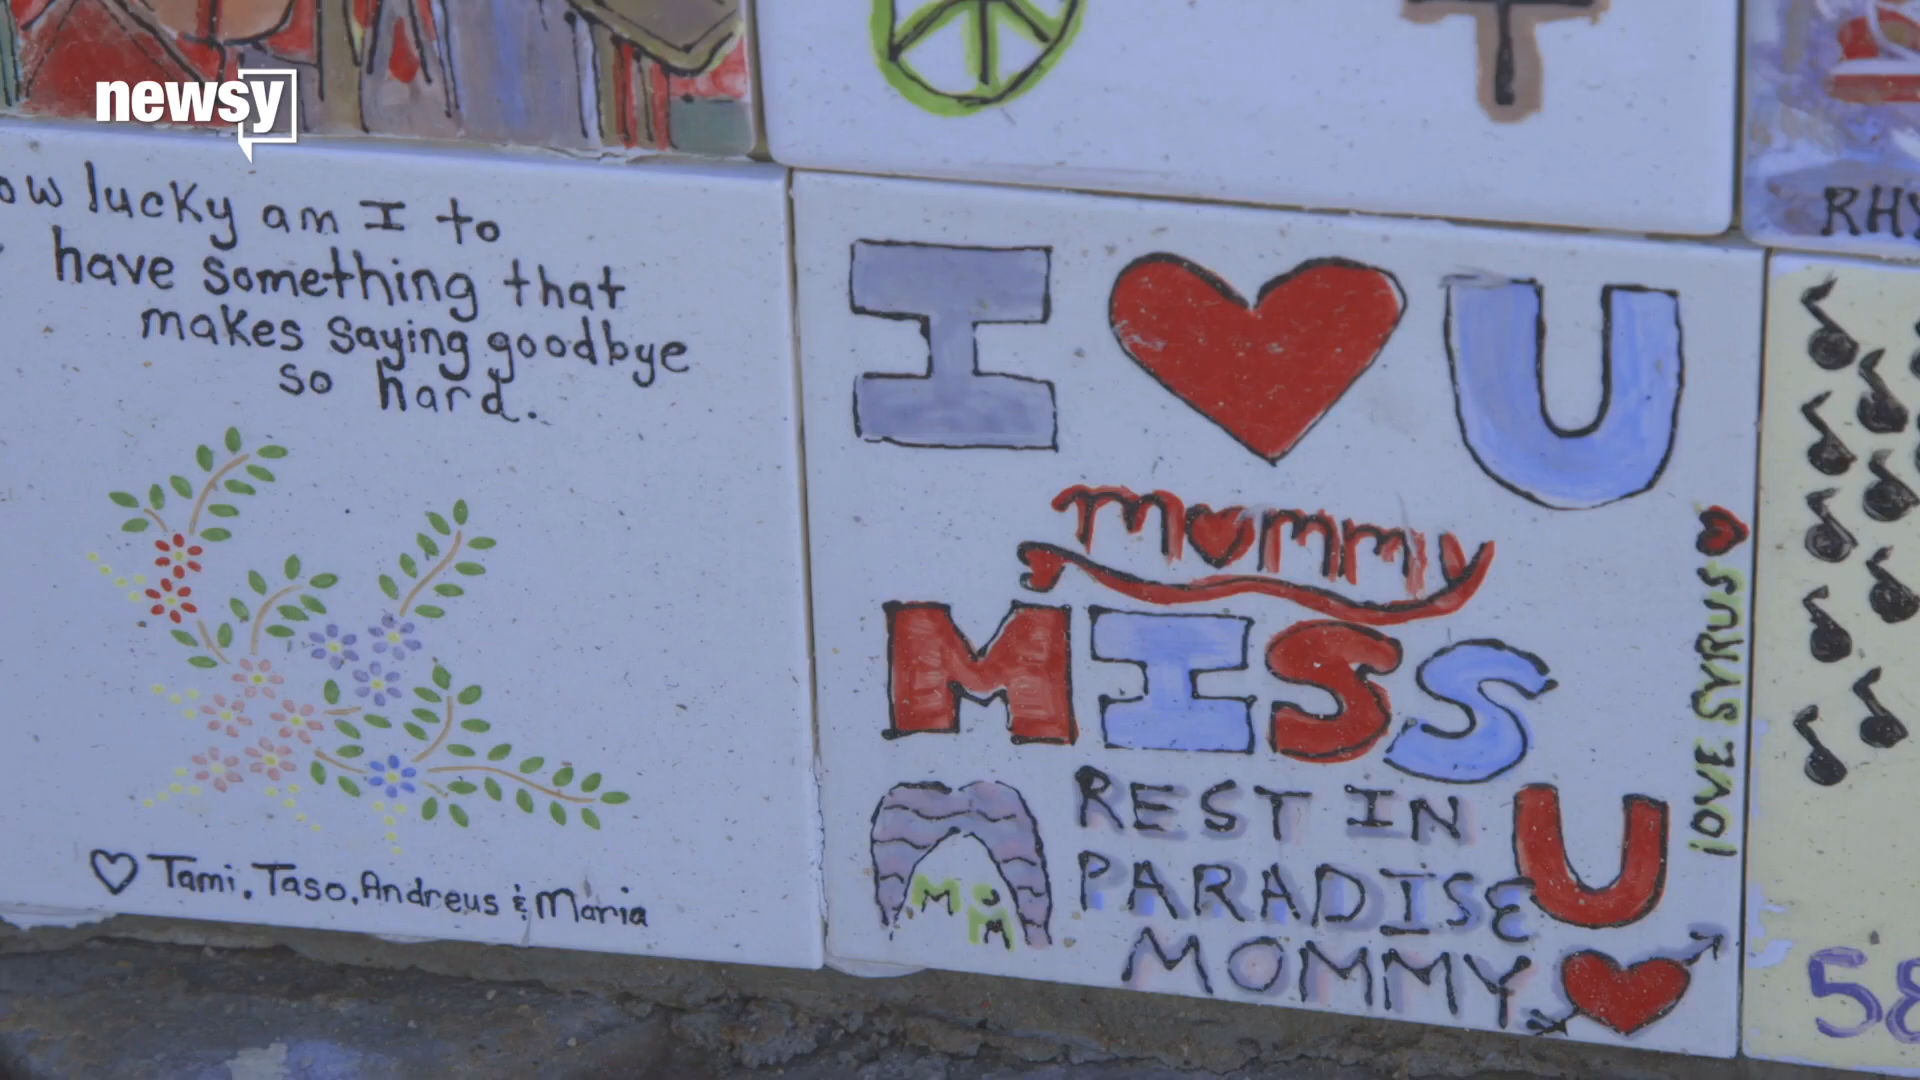 newsy
ow lucky am I to
have something that
makes saying goodbye
so hard.
♡ Tami, Taso, Andreus & Maria
I ♥ U
mommy
MISS
U
REST IN
PARADISE
MOMMY
lOVE SYRUS
RHY
58